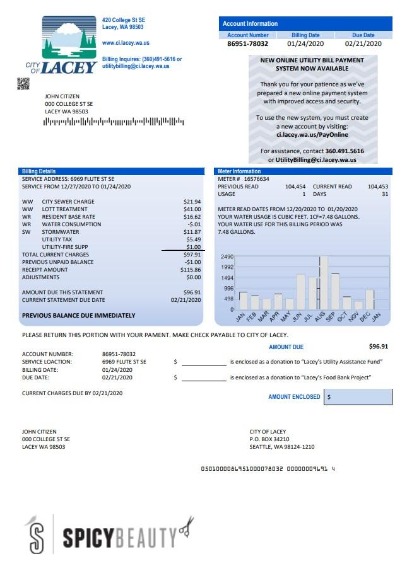 CITY OF LACEY
420 College St SE
Lacey, WA 98503
www.ci.lacey.wa.us
Billing Inquires: (360)491-5616 or
utilitybilling@ci.lacey.wa.us
Account Information
Account Number Billing Date Due Date
86951-78032 01/24/2020 02/21/2020
NEW ONLINE UTILITY BILL PAYMENT
SYSTEM NOW AVAILABLE
Thank you for your patience as we've
prepared a new online payment system
with improved access and security.
To use the new system, you must create
a new account by visiting:
ci.lacey.wa.us/PayOnline
For assistance, contact 360.491.5616
or UtilityBilling@ci.lacey.wa.us
JOHN CITIZEN
000 COLLEGE ST SE
LACEY WA 98503
Billing Details
SERVICE ADDRESS: 6969 FLUTE ST SE
SERVICE FROM 12/27/2020 TO 01/24/2020
WW CITY SEWER CHARGE $21.94
WW LOTT TREATMENT $41.00
WR RESIDENT BASE RATE $16.62
WR WATER CONSUMPTION -5.01
SW STORMWATER $11.87
UTILITY TAX $5.49
UTILITY-FIRE SUPP $1.00
TOTAL CURRENT CHARGES $97.91
PREVIOUS UNPAID BALANCE -$1.00
RECEIPT AMOUNT $115.86
ADJUSTMENTS $0.00
AMOUNT DUE THIS STATEMENT $96.91
CURRENT STATEMENT DUE DATE 02/21/2020
PREVIOUS BALANCE DUE IMMEDIATELY
Meter Information
METER # 16576634
PREVIOUS READ 104,454 CURRENT READ 104,453
USAGE 1 DAYS 31
METER READ DATES FROM 12/20/2020 TO 01/20/2020
YOUR WATER USAGE IS CUBIC FEET. 1CF=7.48 GALLONS.
YOUR WATER USE FOR THIS BILLING PERIOD WAS
7.48 GALLONS.
2490
1992
1494
996
498
0
JAN FEB MAR APR MAY JUN JUL AUG SEP OCT NOV DEC JAN
PLEASE RETURN THIS PORTION WITH YOUR PAMENT. MAKE CHECK PAYABLE TO CITY OF LACEY.
AMOUNT DUE $96.91
ACCOUNT NUMBER: 86951-78032
SERVICE LOACTION: 6969 FLUTE ST SE $ is enclosed as a donation to "Lacey's Utility Assistance Fund"
BILLING DATE: 01/24/2020
DUE DATE: 02/21/2020 $ is enclosed as a donation to "Lacey's Food Bank Project"
CURRENT CHARGES DUE BY 02/21/2020
AMOUNT ENCLOSED $
JOHN CITIZEN
000 COLLEGE ST SE
LACEY WA 98503
CITY OF LACEY
P.O. BOX 34210
SEATTLE, WA 98124-1210
SPICYBEAUTY